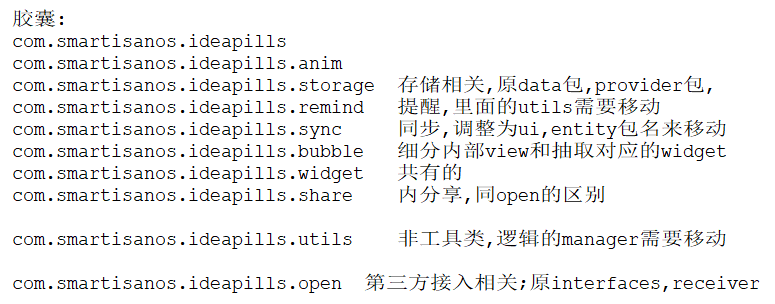 胶囊:
com.smartisanos.ideapills
com.smartisanos.ideapills.anim
com.smartisanos.ideapills.storage 存储相关,原data包,provider包,
com.smartisanos.ideapills.remind 提醒,里面的utils需要移动
com.smartisanos.ideapills.sync 同步,调整为ui,entity包名来移动
com.smartisanos.ideapills.bubble 细分内部view和抽取对应的widget
com.smartisanos.ideapills.widget 共有的
com.smartisanos.ideapills.share 内分享,同open的区别
com.smartisanos.ideapills.utils 非工具类,逻辑的manager需要移动
com.smartisanos.ideapills.open 第三方接入相关;原interfaces,receiver